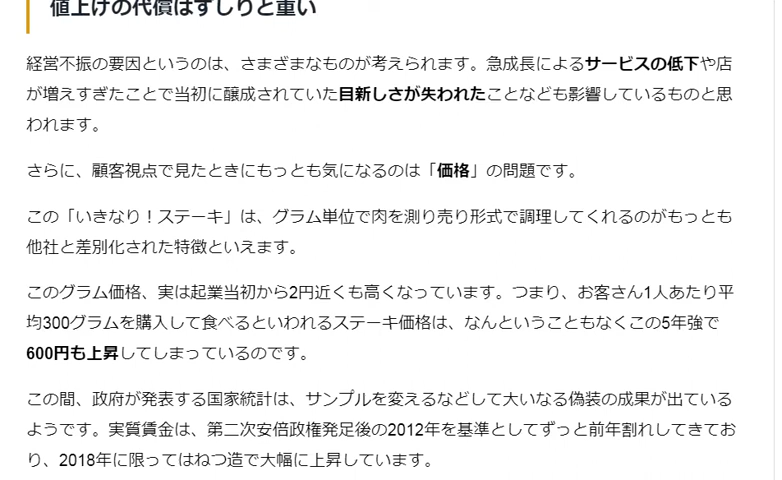 値上げの代償はずしりと重い
経営不振の要因というのは、さまざまなものが考えられます。急成長によるサービスの低下や店
が増えすぎたことで当初に醸成されていた目新しさが失われたことなども影響しているものと思
われます。
さらに、顧客視点で見たときにもっとも気になるのは「価格」の問題です。
この「いきなり！ステーキ」は、グラム単位で肉を測り売り形式で調理してくれるのがもっとも
他社と差別化された特徴といえます。
このグラム価格、実は起業当初から2円近くも高くなっています。つまり、お客さん1人あたり平
均300グラムを購入して食べるといわれるステーキ価格は、なんということもなくこの5年強で
600円も上昇してしまっているのです。
この間、政府が発表する国家統計は、サンプルを変えるなどして大いなる偽装の成果が出ている
ようです。実質賃金は、第二次安倍政権発足後の2012年を基準としてずっと前年割れしてきてお
り、2018年に限ってはねつ造で大幅に上昇しています。